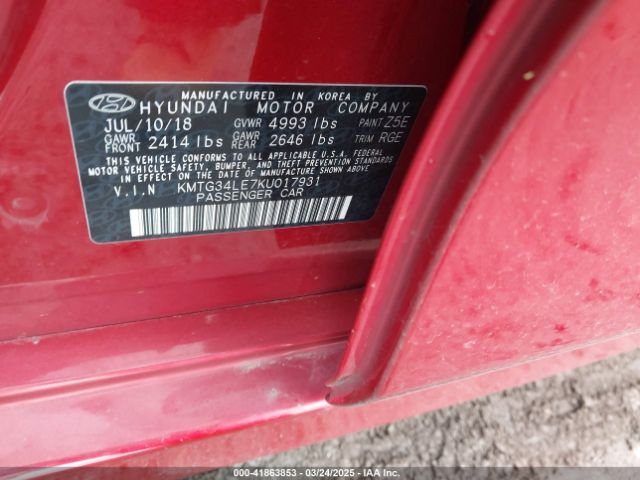 MANUFACTURED IN KOREA BY
HYUNDAI MOTOR COMPANY
JUL/10/18 GVWR 4993 lbs PAINT Z5E
GAWR FRONT 2414 lbs GAWR REAR 2646 lbs TRIM RGE
THIS VEHICLE CONFORMS TO ALL APPLICABLE U.S. FEDERAL
MOTOR VEHICLE SAFETY, BUMPER, AND THEFT PREVENTION STANDARDS
IN EFFECT ON THE DATE OF MANUFACTURE SHOWN ABOVE
V.I.N KMTG34LE7KU017931
PASSENGER CAR
000-41863853 / 03/24/2025 - IAA Inc.